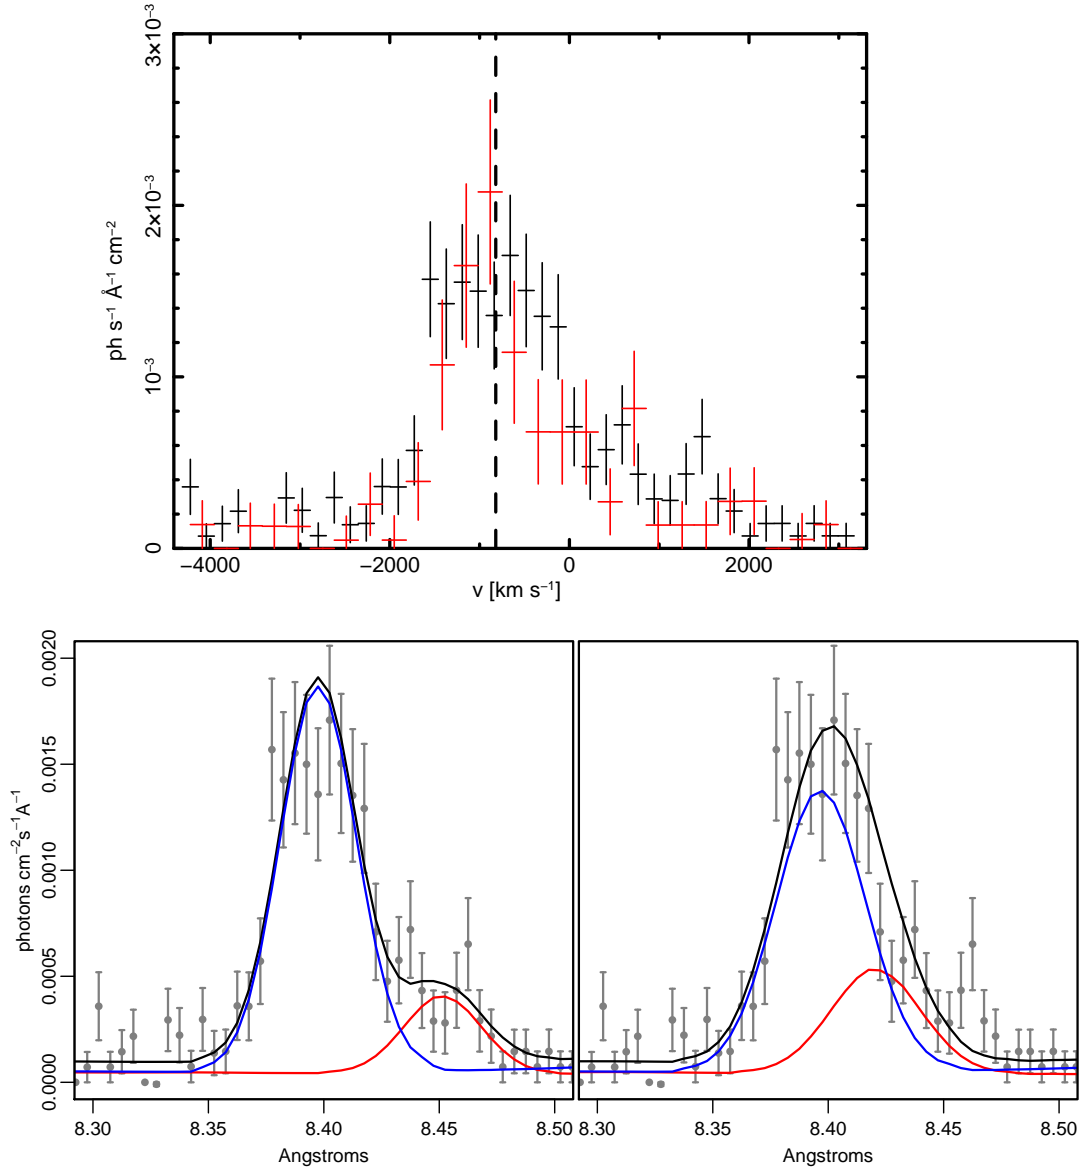 3×10⁻³
2×10⁻³
10⁻³
0
ph s⁻¹ Å⁻¹ cm⁻²
−4000 −2000 0 2000
v [km s⁻¹]
0.0020
0.0015
0.0010
0.0005
0.0000
photons cm⁻²s⁻¹A⁻¹
8.30 8.35 8.40 8.45 8.50 8.30 8.35 8.40 8.45 8.50
Angstroms Angstroms